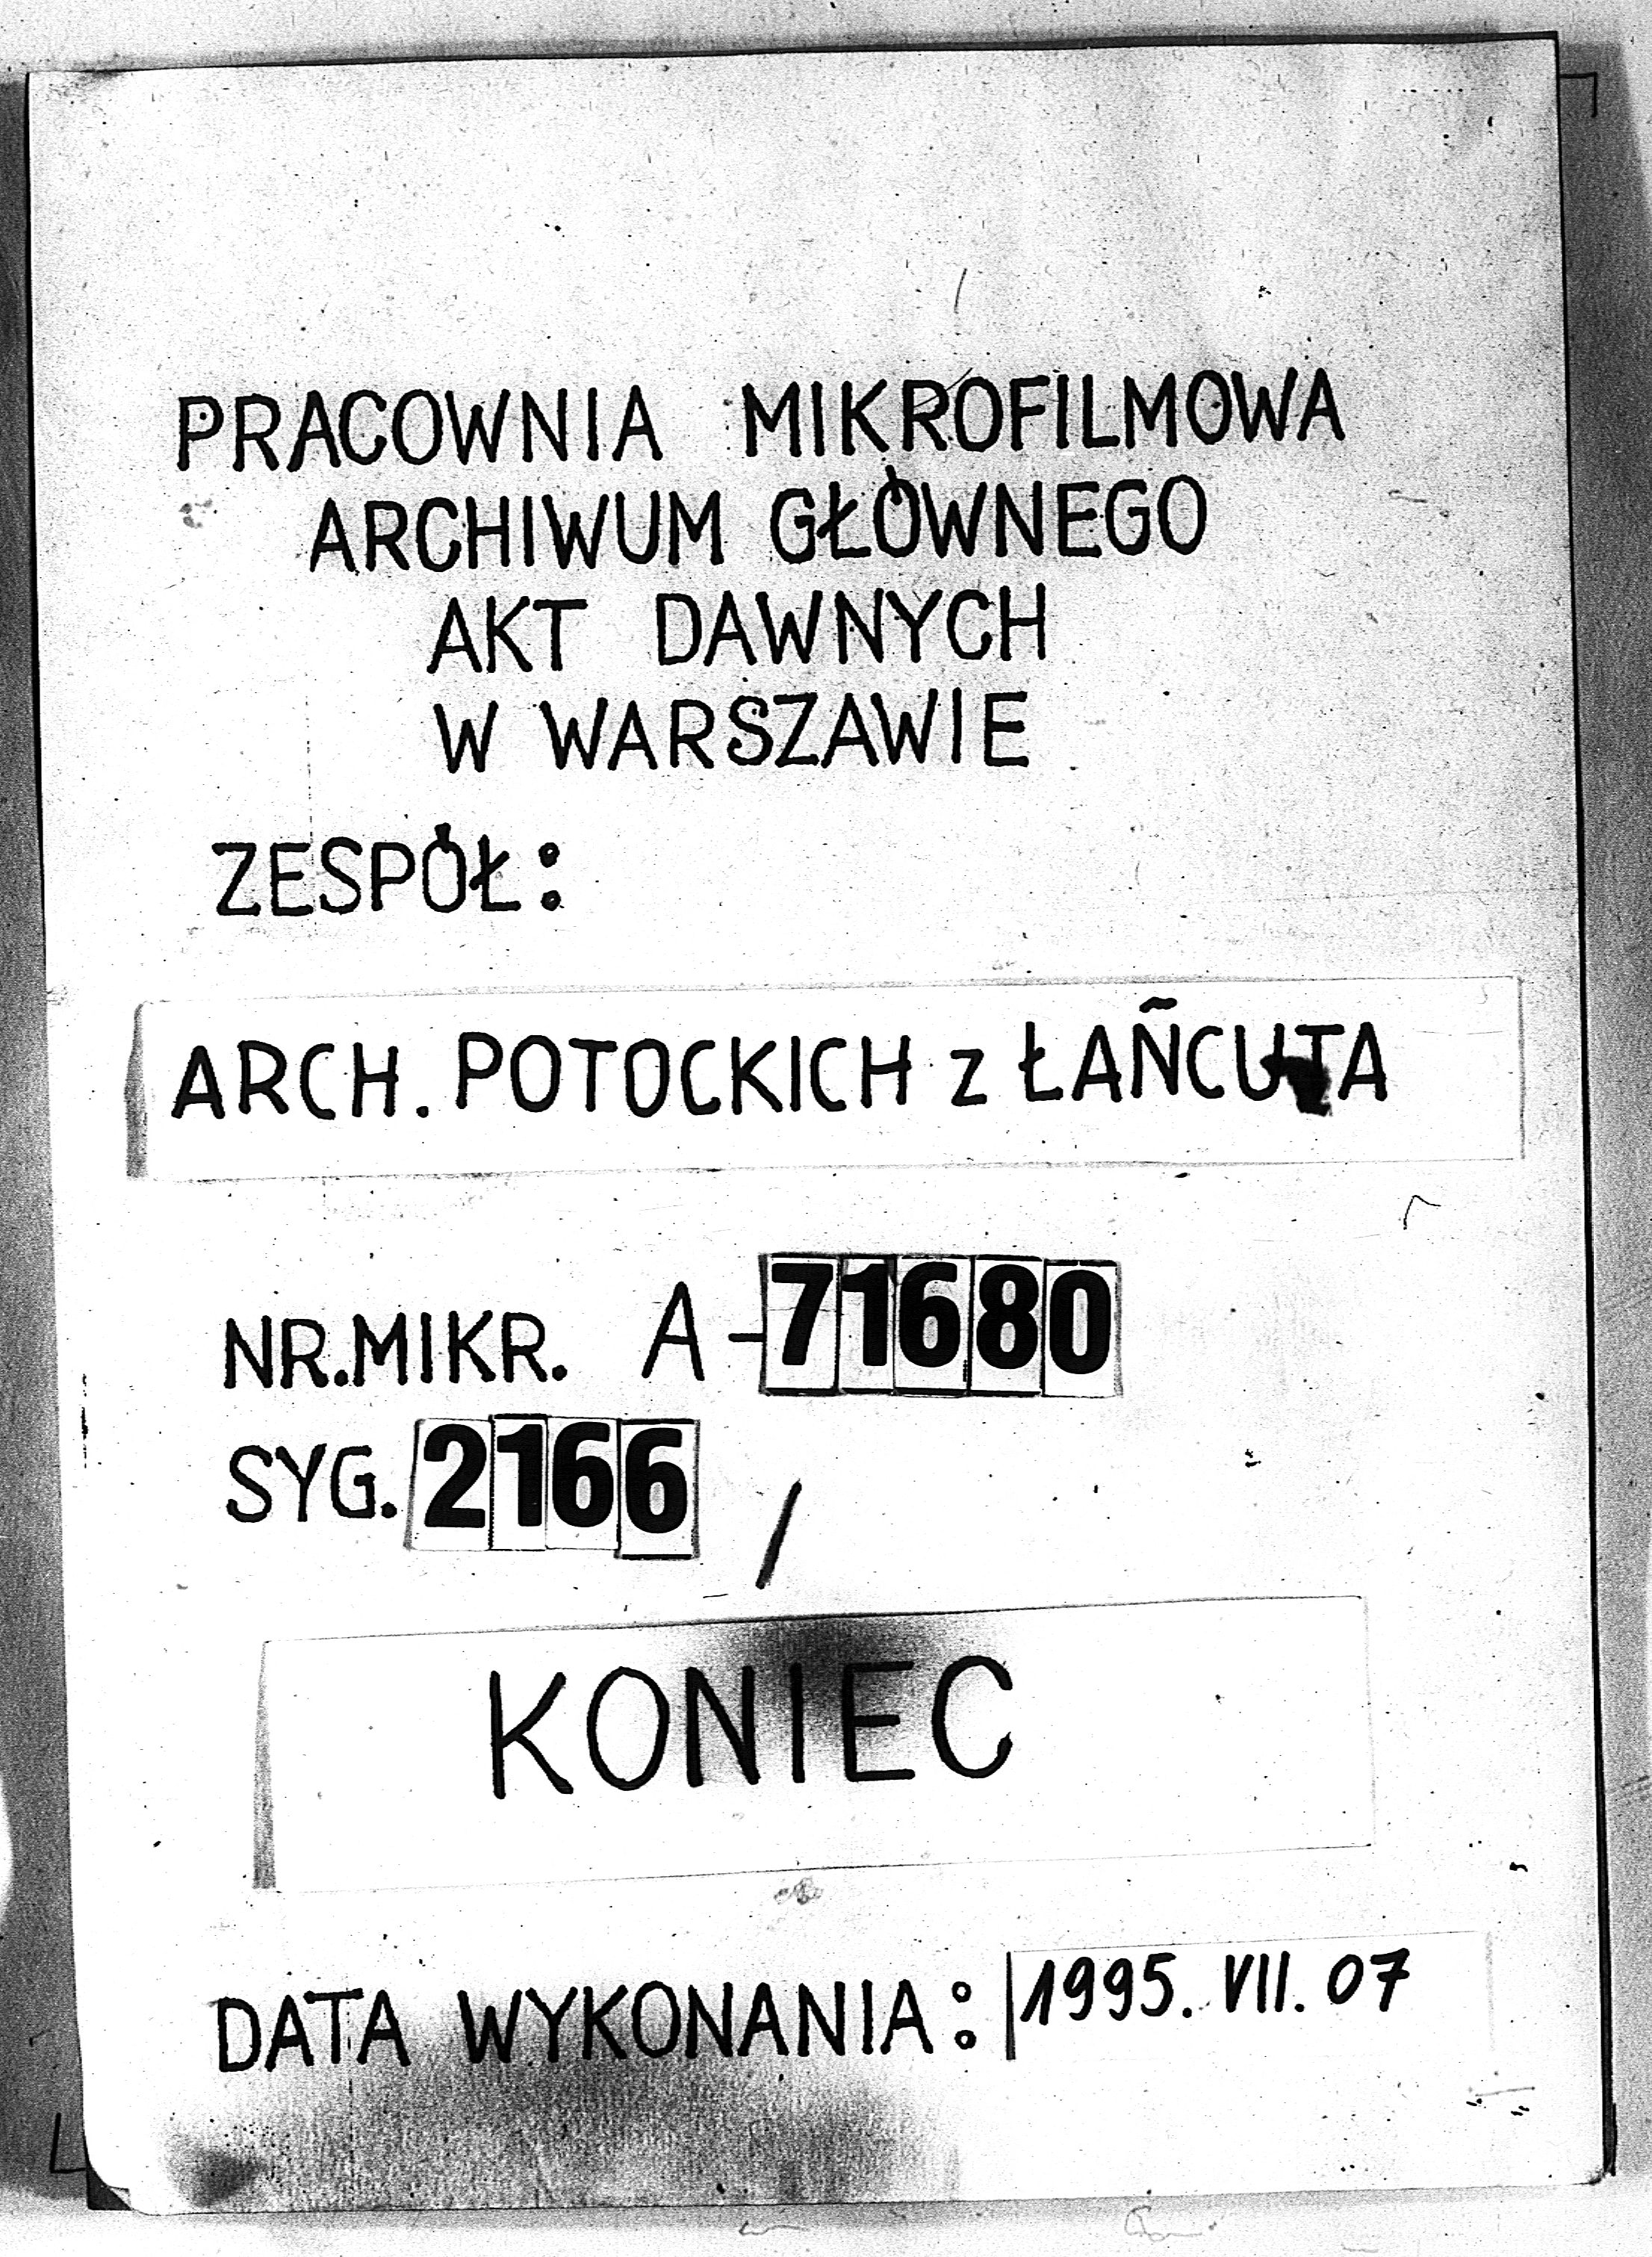 PRACOWNIA MIKROFILMOWA
ARCHIWUM GŁÓWNEGO
AKT DAWNYCH
W WARSZAWIE
ZESPÓŁ:
ARCH. POTOCKICH z ŁAŃCUTA
NR. MIKR. A-71680
SYG. 2166 /
KONIEC
DATA WYKONANIA: 1995. VII. 07